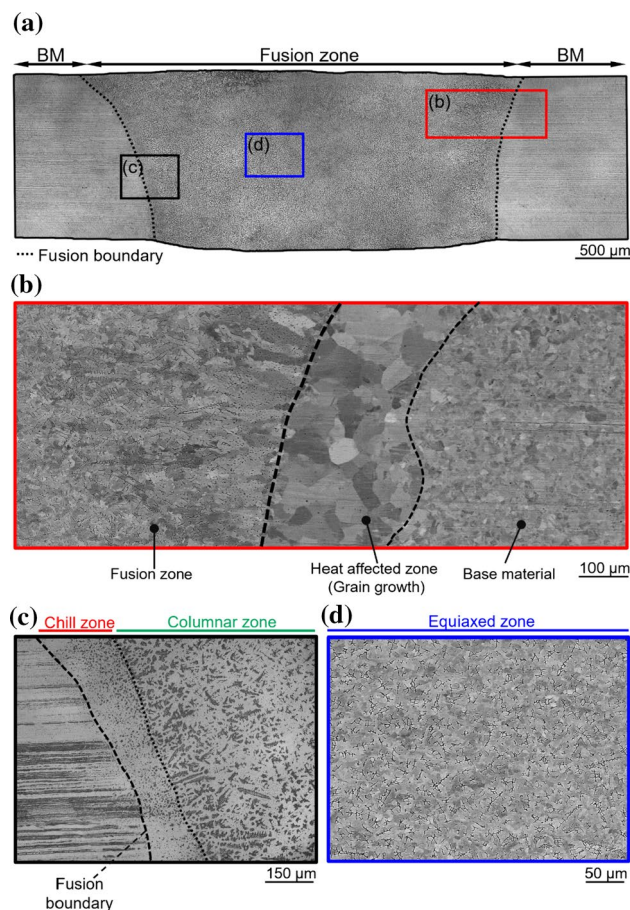 (a)
BM Fusion zone BM
(b)
(d)
(c)
Fusion boundary
500 µm
(b)
Fusion zone
Heat affected zone
(Grain growth)
Base material
100 µm
(c) Chill zone Columnar zone
(d) Equiaxed zone
Fusion
boundary
150 µm
50 µm